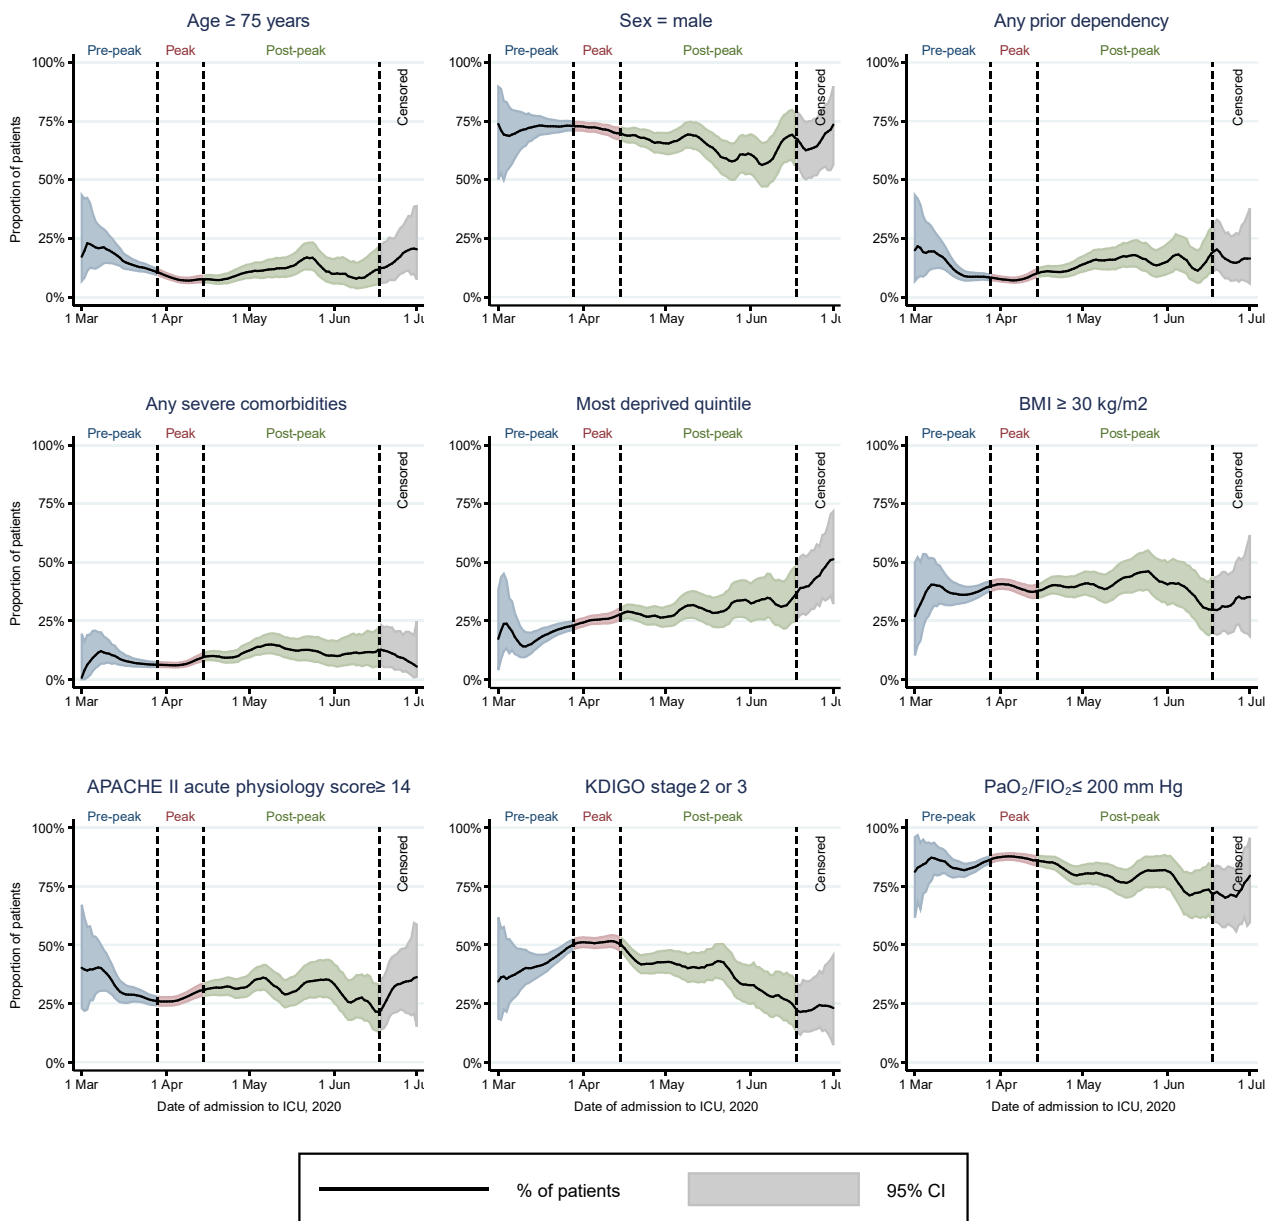 Age ≥ 75 years
Sex = male
Any prior dependency
Pre-peak Peak Post-peak
Pre-peak Peak Post-peak
Pre-peak Peak Post-peak
Proportion of patients
100%
75%
50%
25%
0%
Censored
1 Mar 1 Apr 1 May 1 Jun 1 Ju
100%
75%
50%
25%
0%
Censored
1 Mar 1 Apr 1 May 1 Jun 1 Ju
100%
75%
50%
25%
0%
Censored
1 Mar 1 Apr 1 May 1 Jun 1 Jul
Any severe comorbidities
Most deprived quintile
BMI ≥ 30 kg/m2
Pre-peak Peak Post-peak
Pre-peak Peak Post-peak
Pre-peak Peak Post-peak
Proportion of patients
100%
75%
50%
25%
0%
Censored
1 Mar 1 Apr 1 May 1 Jun 1 Ju
100%
75%
50%
25%
0%
Censored
1 Mar 1 Apr 1 May 1 Jun 1 Ju
100%
75%
50%
25%
0%
Censored
1 Mar 1 Apr 1 May 1 Jun 1 Jul
APACHE II acute physiology score≥ 14
KDIGO stage 2 or 3
PaO₂/FIO₂≤ 200 mm Hg
Pre-peak Peak Post-peak
Pre-peak Peak Post-peak
Pre-peak Peak Post-peak
Proportion of patients
100%
75%
50%
25%
0%
Censored
1 Mar 1 Apr 1 May 1 Jun 1 Ju
Date of admission to ICU, 2020
100%
75%
50%
25%
0%
Censored
1 Mar 1 Apr 1 May 1 Jun 1 Ju
Date of admission to ICU, 2020
100%
75%
50%
25%
0%
Censored
1 Mar 1 Apr 1 May 1 Jun 1 Jul
Date of admission to ICU, 2020
% of patients
95% CI